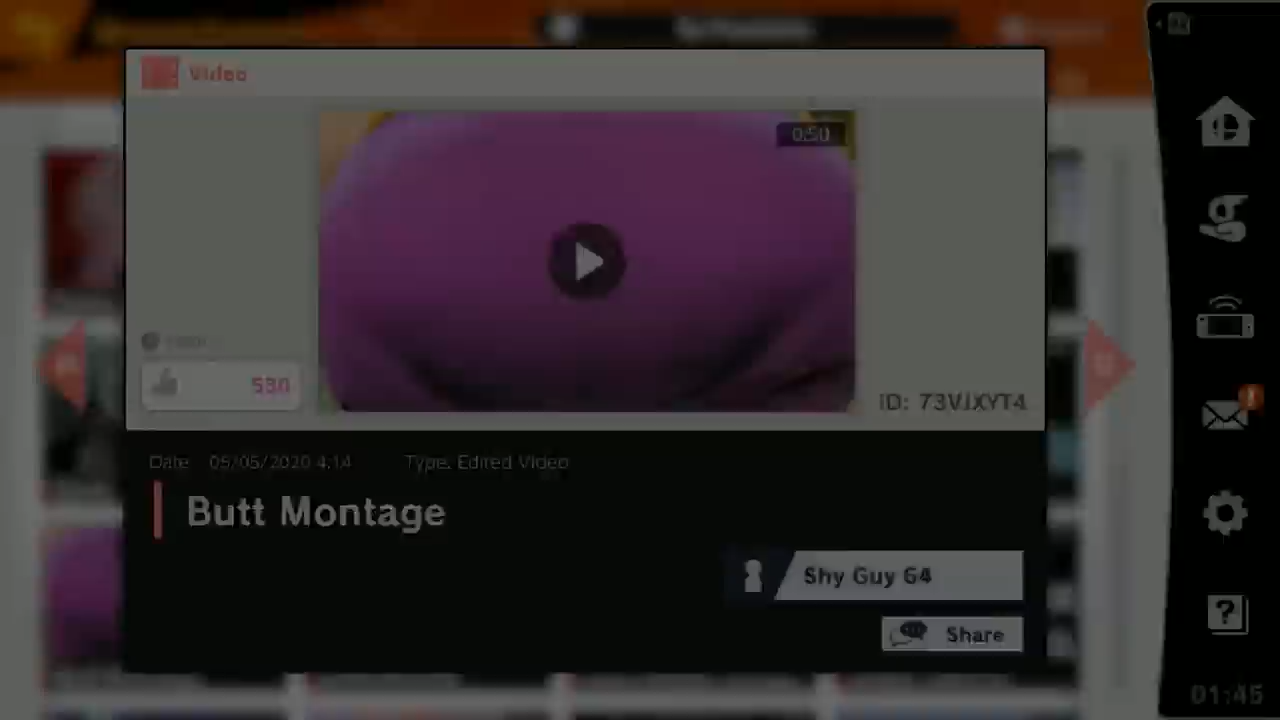 Video
0:50
530
ID: 73VJXYT4
Date 05/05/2020 4:14 Type: Edited Video
Butt Montage
Shy Guy 64
Share
01:45